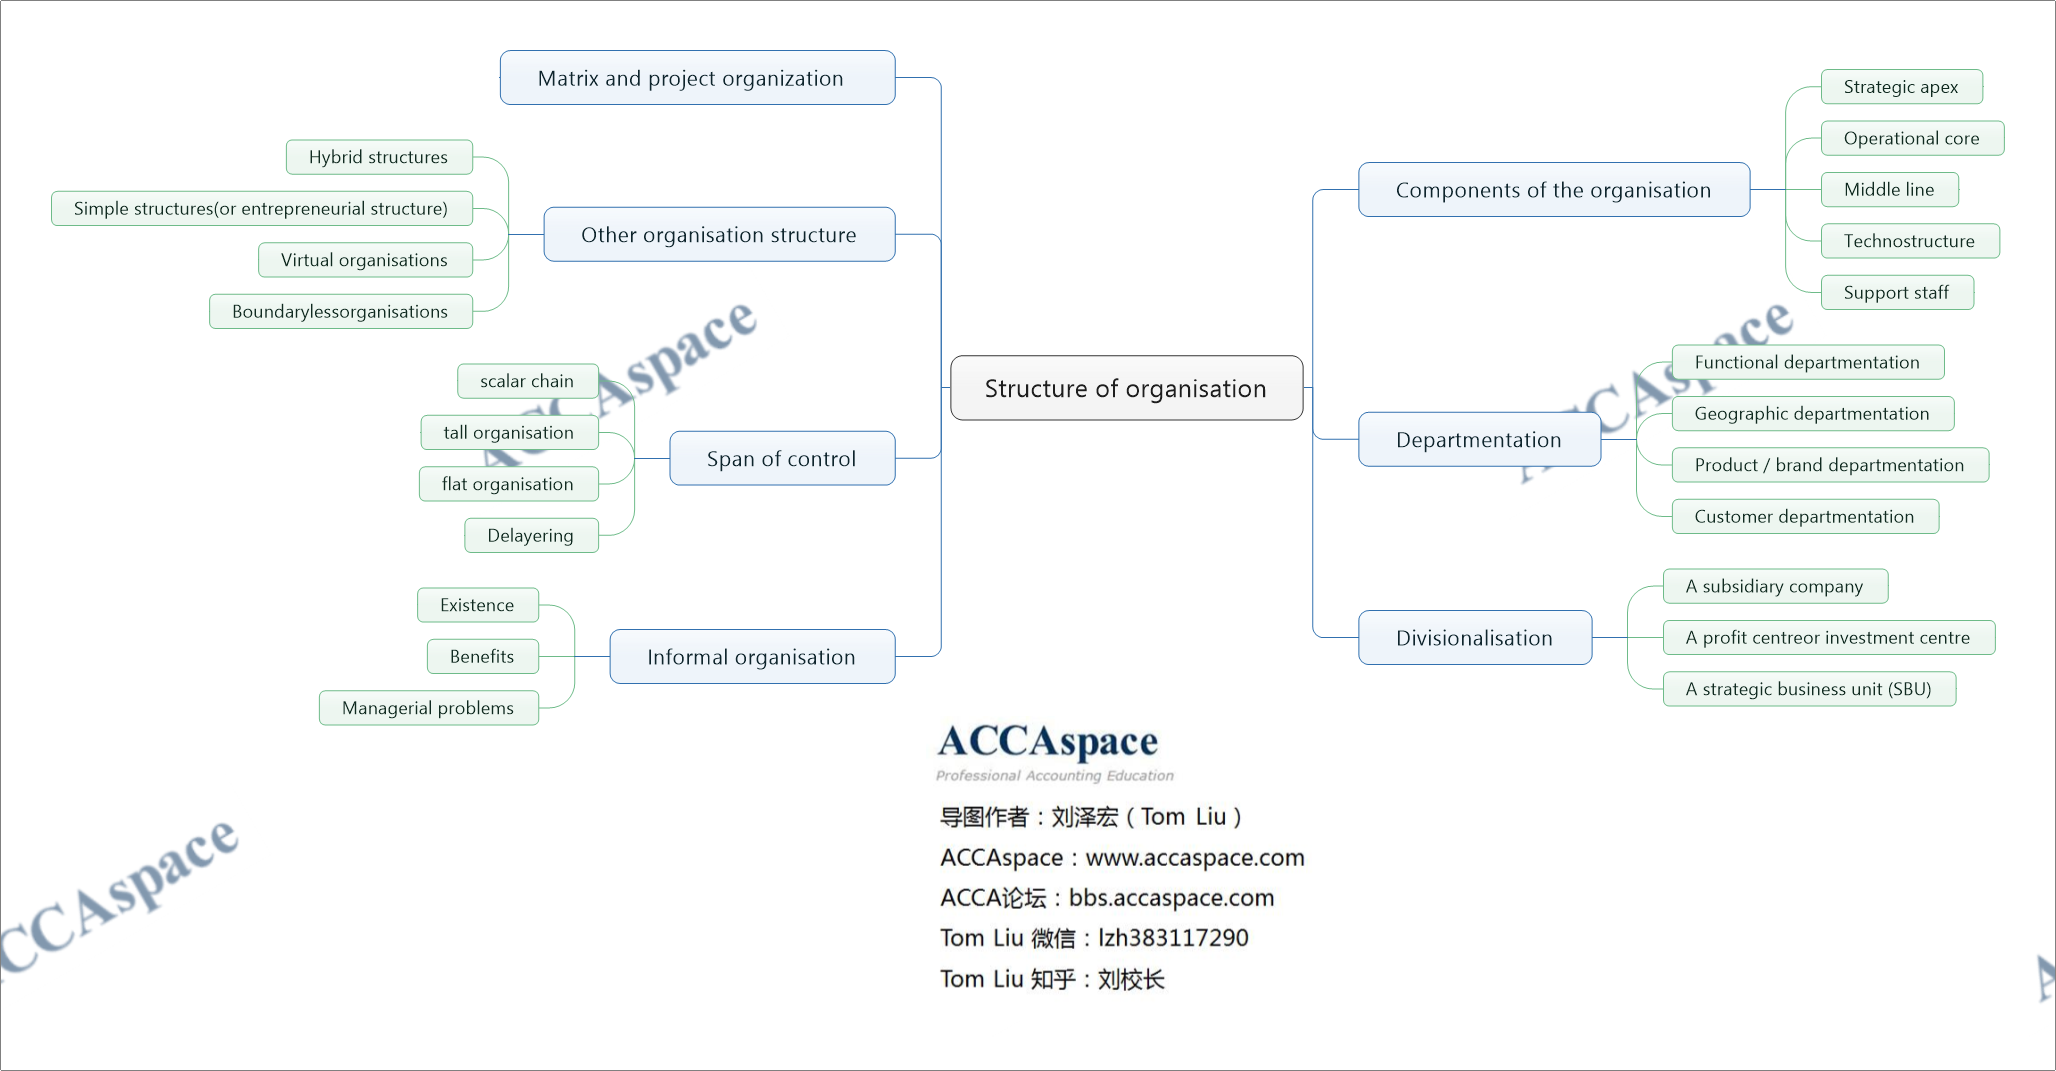 Matrix and project organization
Hybrid structures
Simple structures(or entrepreneurial structure)
Virtual organisations
Boundarylessorganisations
Other organisation structure
scalar chain
tall organisation
flat organisation
Delayering
Span of control
Existence
Benefits
Managerial problems
Informal organisation
Structure of organisation
Components of the organisation
Strategic apex
Operational core
Middle line
Technostructure
Support staff
Departmentation
Functional departmentation
Geographic departmentation
Product / brand departmentation
Customer departmentation
Divisionalisation
A subsidiary company
A profit centreor investment centre
A strategic business unit (SBU)
ACCAspace
Professional Accounting Education
导图作者：刘泽宏（Tom Liu）
ACCAspace：www.accaspace.com
ACCA论坛：bbs.accaspace.com
Tom Liu 微信：lzh383117290
Tom Liu 知乎：刘校长
ACCAspace
ACCAspace
CCAspace
A